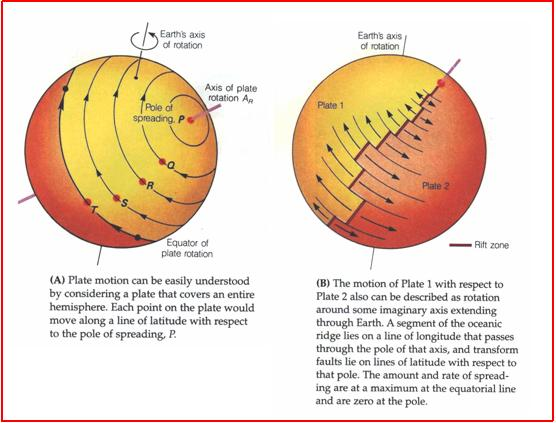 Earth's axis
of rotation
Axis of plate
rotation AR
Pole of
spreading, P
Q
R
S
T
Equator of
plate rotation
(A) Plate motion can be easily understood
by considering a plate that covers an entire
hemisphere. Each point on the plate would
move along a line of latitude with respect
to the pole of spreading, P.
Earth's axis
of rotation
Plate 1
Plate 2
Rift zone
(B) The motion of Plate 1 with respect to
Plate 2 also can be described as rotation
around some imaginary axis extending
through Earth. A segment of the oceanic
ridge lies on a line of longitude that passes
through the pole of that axis, and transform
faults lie on lines of latitude with respect to
that pole. The amount and rate of spread-
ing are at a maximum at the equatorial line
and are zero at the pole.